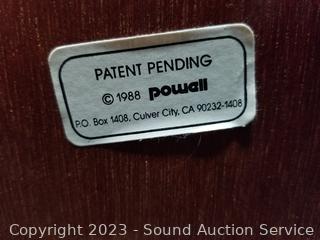 PATENT PENDING
© 1988 powell
P.O. Box 1408, Culver City, CA 90232-1408
Copyright 2023 - Sound Auction Service